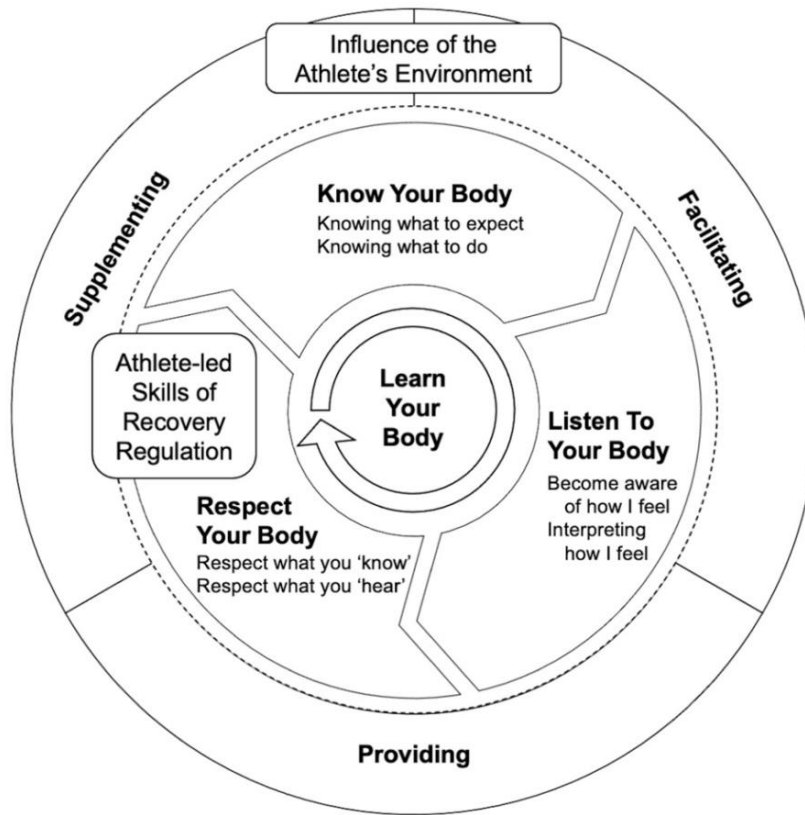 Influence of the
Athlete's Environment
Supplementing
Facilitating
Know Your Body
Knowing what to expect
Knowing what to do
Athlete-led
Skills of
Recovery
Regulation
Learn
Your
Body
Listen To
Your Body
Become aware
of how I feel
Interpreting
how I feel
Respect
Your Body
Respect what you ‘know’
Respect what you ‘hear’
Providing